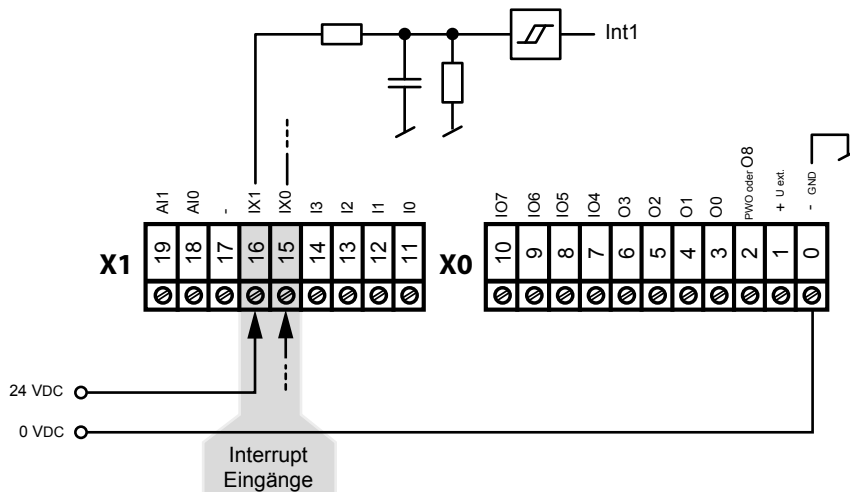 Int1
AI1
AI0
-
IX1
IX0
I3
I2
I1
I0
IO7
IO6
IO5
IO4
O3
O2
O1
O0
PWO oder O8
+ U ext.
- GND
X1
19
18
17
16
15
14
13
12
11
X0
10
9
8
7
6
5
4
3
2
1
0
24 VDC
0 VDC
Interrupt
Eingänge